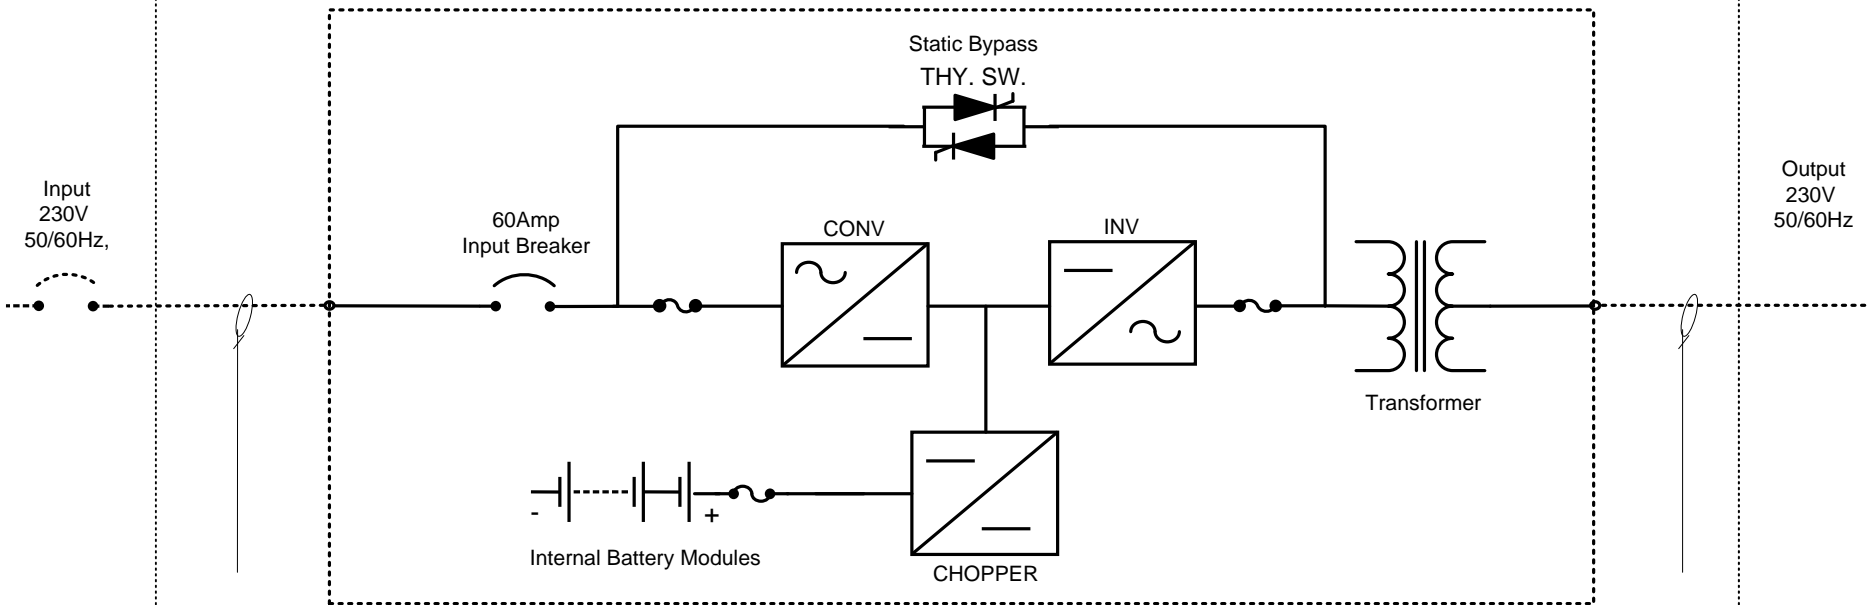 Static Bypass
THY. SW.
Input
230V
50/60Hz,
60Amp
Input Breaker
CONV
INV
Output
230V
50/60Hz
Transformer
-
+
Internal Battery Modules
CHOPPER